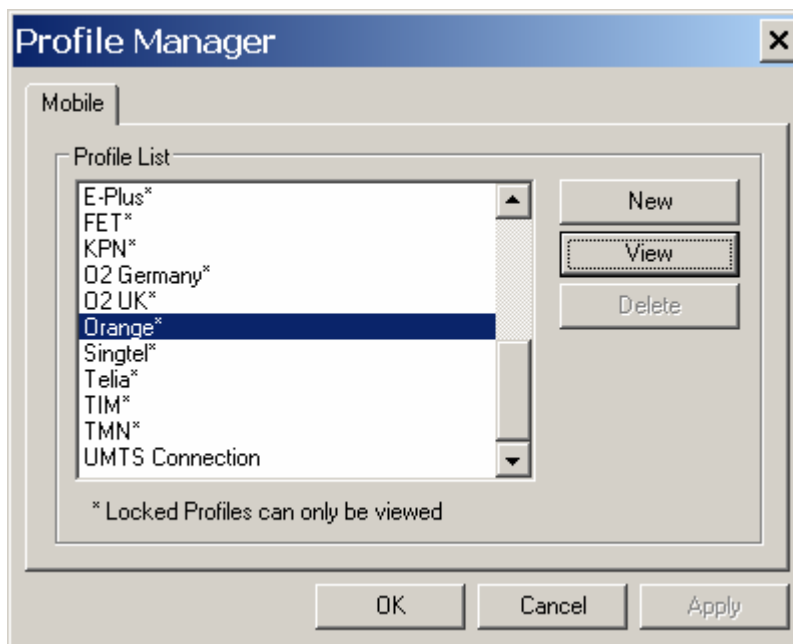 Profile Manager
Mobile
Profile List
E-Plus*
FET*
KPN*
O2 Germany*
O2 UK*
Orange*
Singtel*
Telia*
TIM*
TMN*
UMTS Connection
New
View
Delete
* Locked Profiles can only be viewed
OK
Cancel
Apply